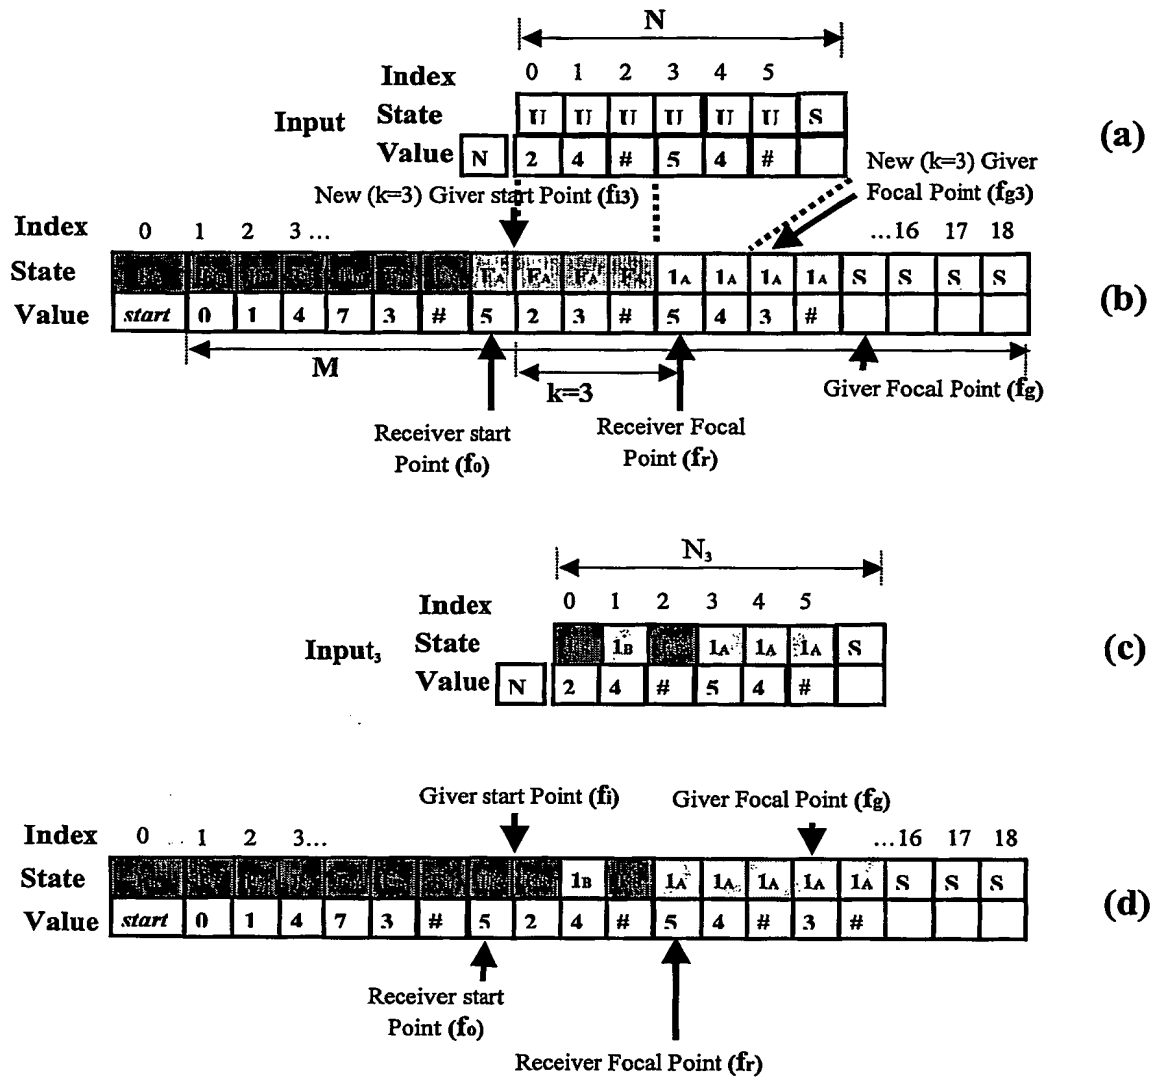 N
Index 0 1 2 3 4 5
Input State U U U U U U S
Value N 2 4 # 5 4 #
(a)
New (k=3) Giver start Point (fi3)
New (k=3) Giver
Focal Point (fg3)
Index 0 1 2 3... ...16 17 18
State FA FA FA FA 1A 1A 1A 1A S S S S
Value start 0 1 4 7 3 # 5 2 3 # 5 4 3 #
(b)
M
k=3
Giver Focal Point (fg)
Receiver start
Point (f0)
Receiver Focal
Point (fr)
N3
Index 0 1 2 3 4 5
Input3 State 1B 1A 1A 1A S
Value N 2 4 # 5 4 #
(c)
Giver start Point (fi)
Giver Focal Point (fg)
Index 0 1 2 3... ...16 17 18
State 1B 1A 1A 1A 1A 1A S S S
Value start 0 1 4 7 3 # 5 2 4 # 5 4 # 3 #
(d)
Receiver start
Point (f0)
Receiver Focal Point (fr)